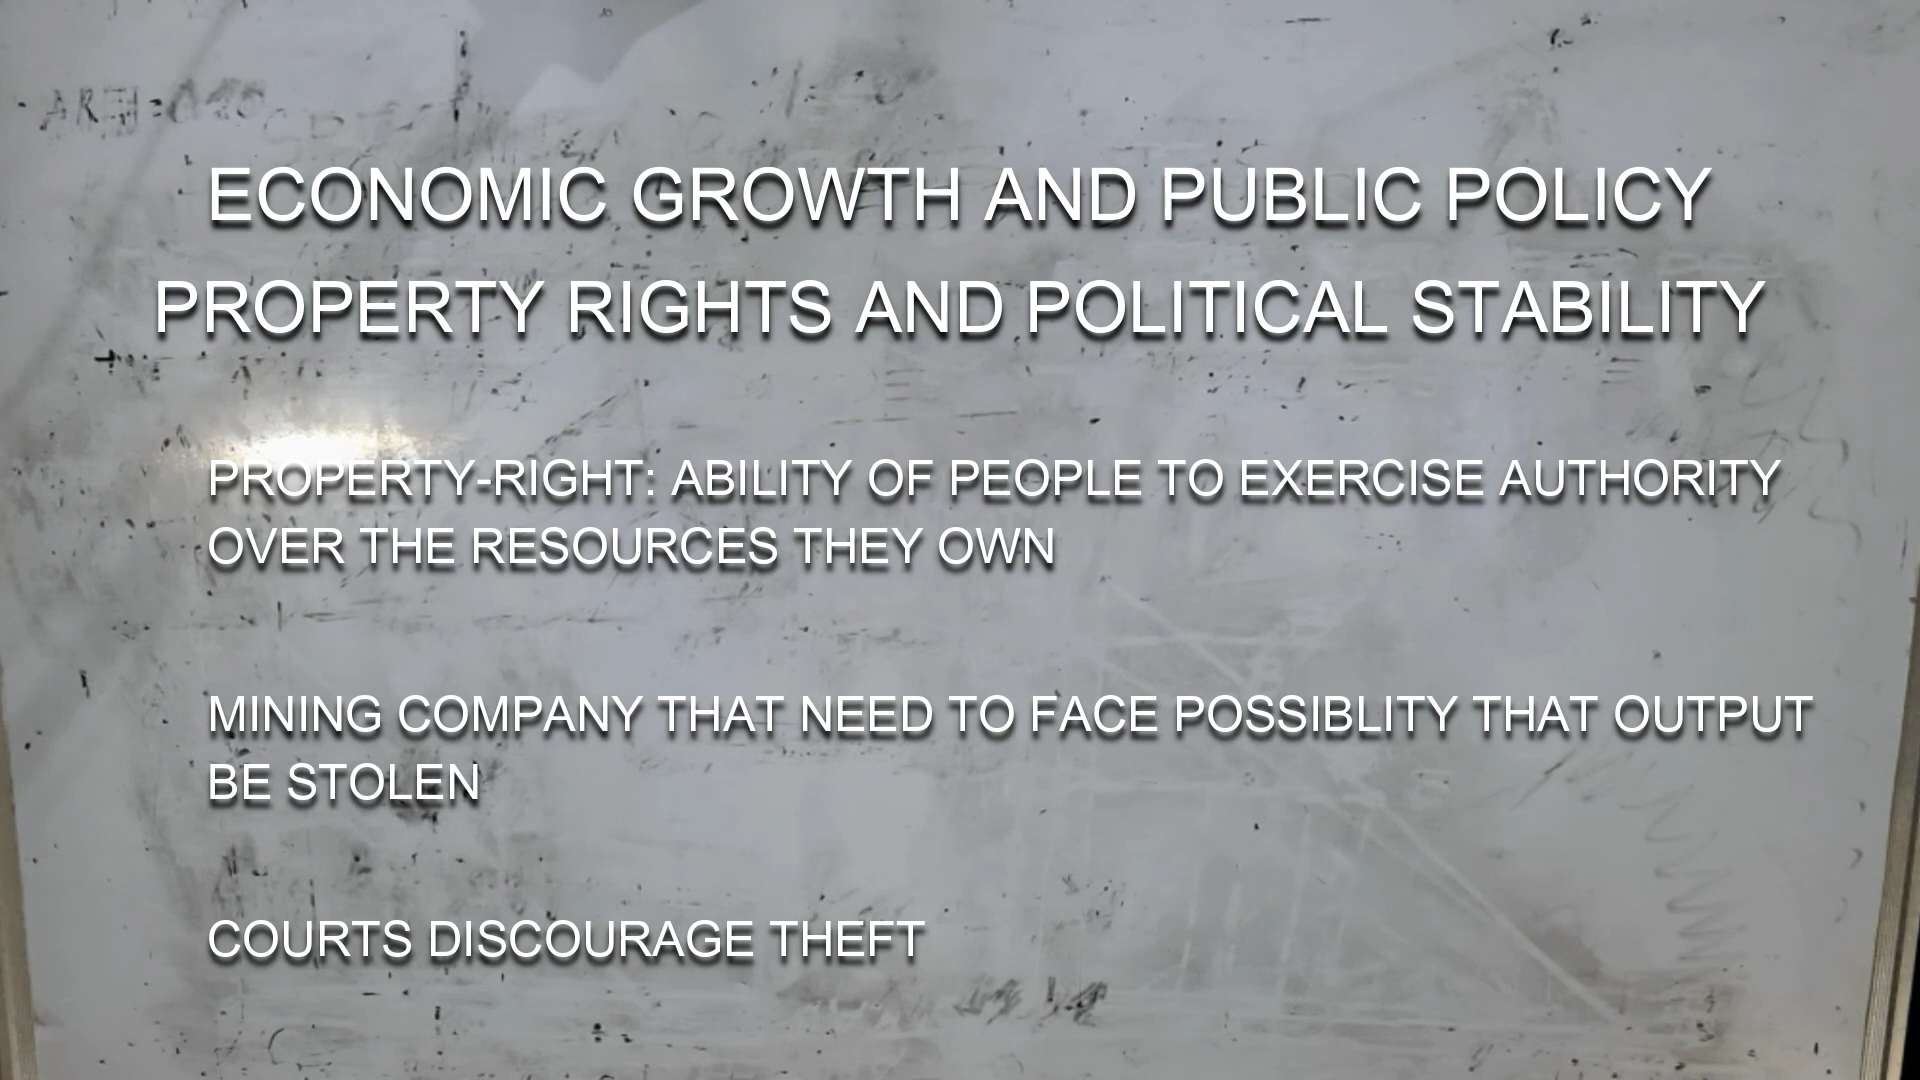 ECONOMIC GROWTH AND PUBLIC POLICY
PROPERTY RIGHTS AND POLITICAL STABILITY
PROPERTY-RIGHT: ABILITY OF PEOPLE TO EXERCISE AUTHORITY
OVER THE RESOURCES THEY OWN
MINING COMPANY THAT NEED TO FACE POSSIBLITY THAT OUTPUT
BE STOLEN
COURTS DISCOURAGE THEFT